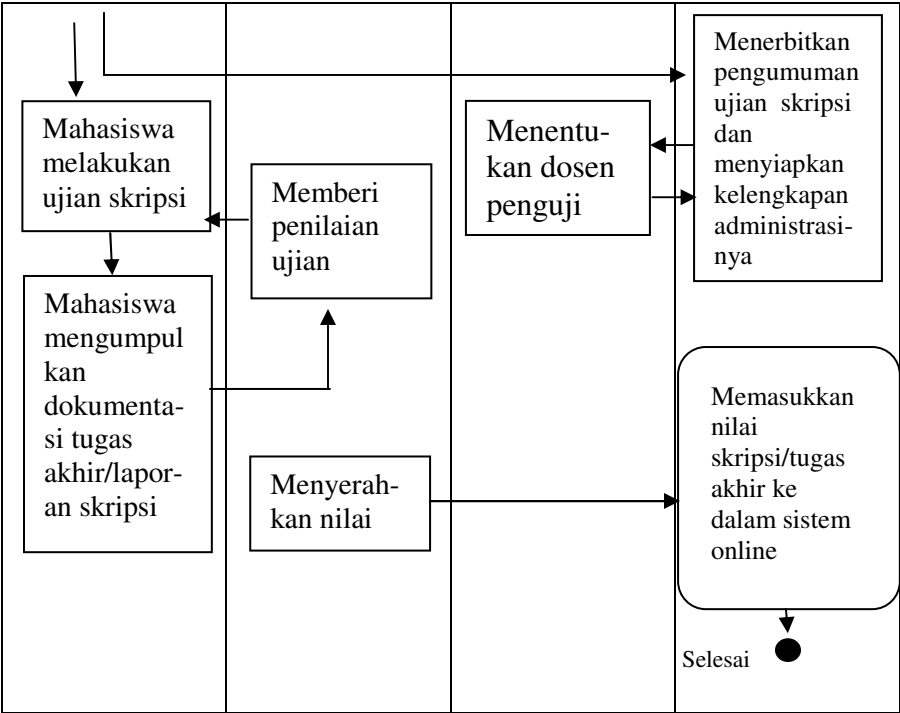 Mahasiswa
melakukan
ujian skripsi
Mahasiswa
mengumpul
kan
dokumenta-
si tugas
akhir/lapor-
an skripsi
Memberi
penilaian
ujian
Menyerah-
kan nilai
Menentu-
kan dosen
penguji
Menerbitkan
pengumuman
ujian skripsi
dan
menyiapkan
kelengkapan
administrasi-
nya
Memasukkan
nilai
skripsi/tugas
akhir ke
dalam sistem
online
Selesai